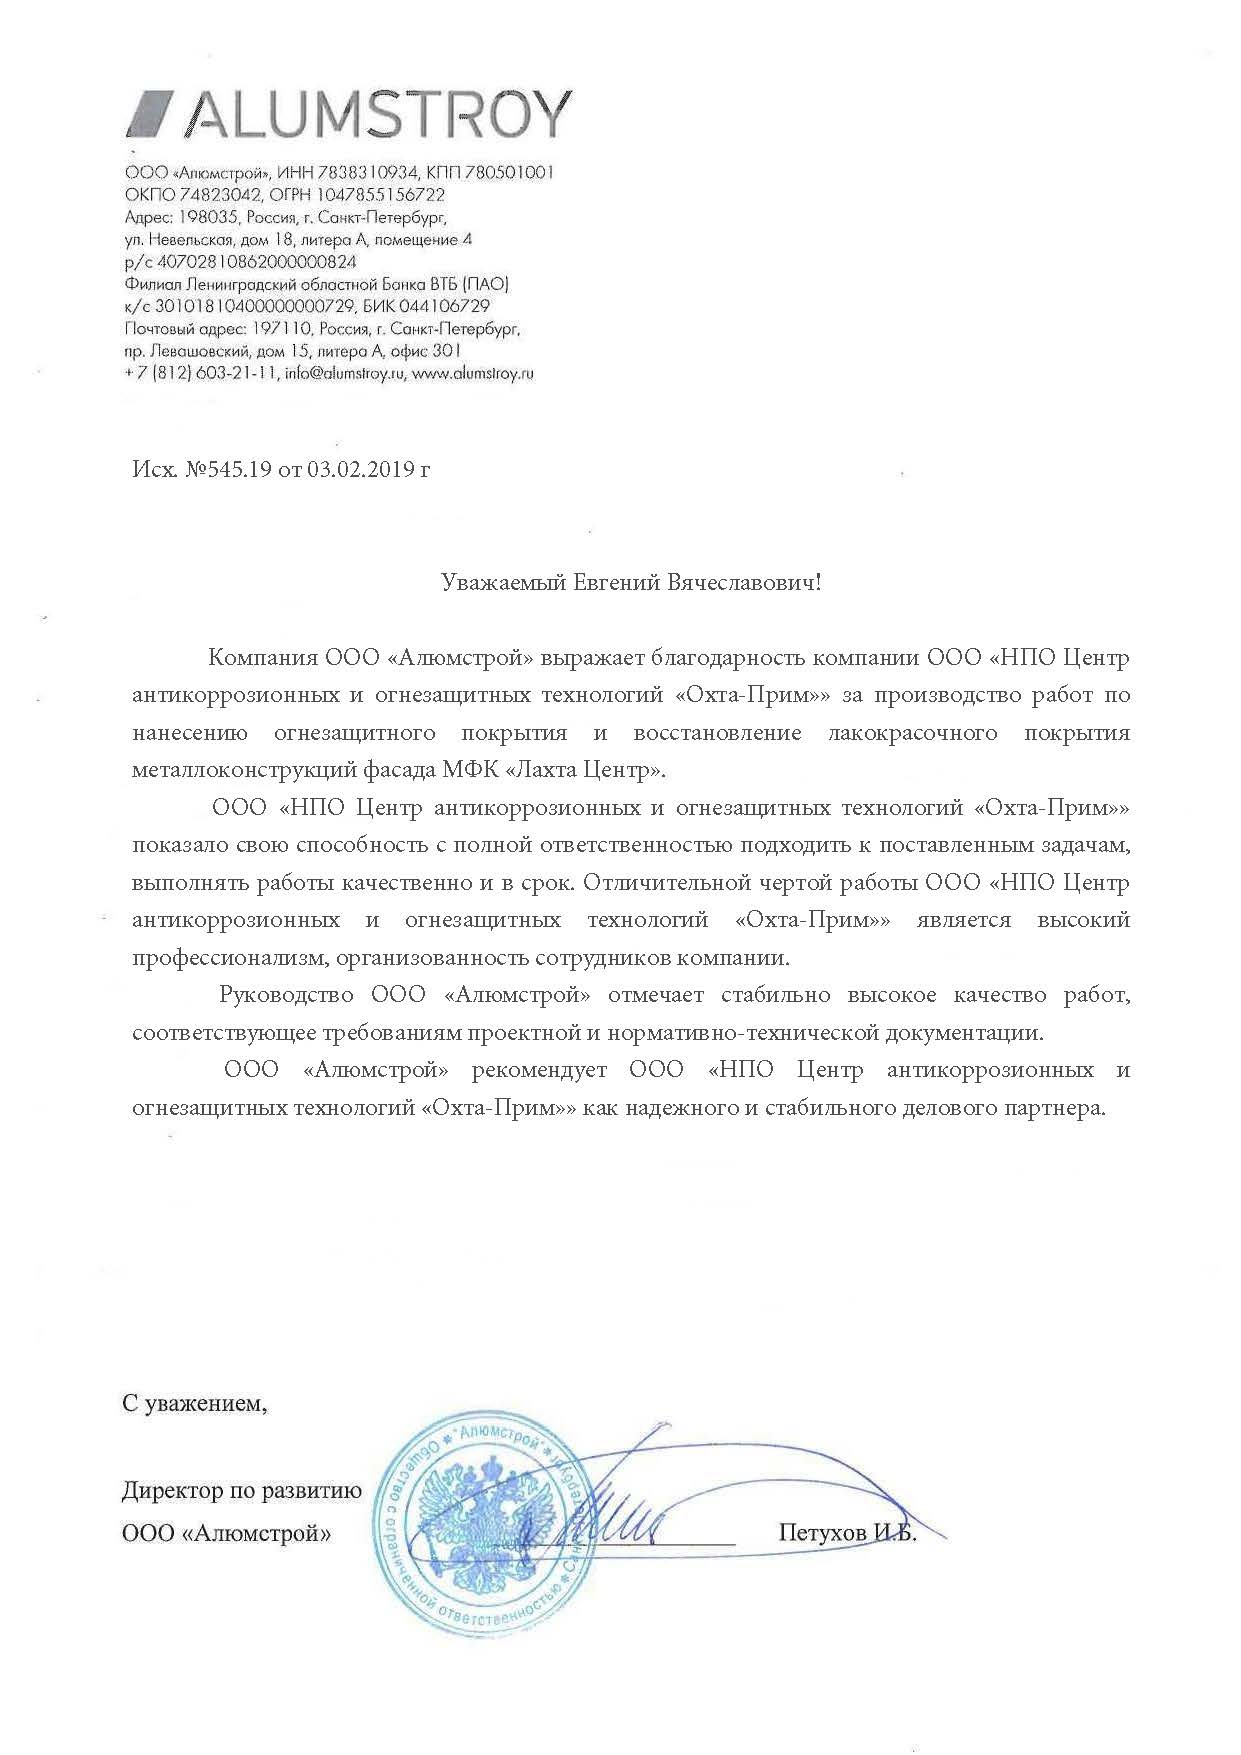 ALUMSTROY
ООО «Алюмстрой», ИНН 7838310934, КПП 780501001
ОКПО 74823042, ОГРН 1047855156722
Адрес: 198035, Россия, г. Санкт-Петербург,
ул. Невельская, дом 18, литера А, помещение 4
р/с 40702810862000000824
Филиал Ленинградский областной Банка ВТБ (ПАО)
к/с 30101810400000000729, БИК 044106729
Почтовый адрес: 197110, Россия, г. Санкт-Петербург,
пр. Левашовский, дом 15, литера А, офис 301
+ 7 (812) 603-21-11, info@alumstroy.ru, www.alumstroy.ru
Исх. №545.19 от 03.02.2019 г
Уважаемый Евгений Вячеславович!
Компания ООО «Алюмстрой» выражает благодарность компании ООО «НПО Центр
антикоррозионных и огнезащитных технологий «Охта-Прим»» за производство работ по
нанесению огнезащитного покрытия и восстановление лакокрасочного покрытия
металлоконструкций фасада МФК «Лахта Центр».
ООО «НПО Центр антикоррозионных и огнезащитных технологий «Охта-Прим»»
показало свою способность с полной ответственностью подходить к поставленным задачам,
выполнять работы качественно и в срок. Отличительной чертой работы ООО «НПО Центр
антикоррозионных и огнезащитных технологий «Охта-Прим»» является высокий
профессионализм, организованность сотрудников компании.
Руководство ООО «Алюмстрой» отмечает стабильно высокое качество работ,
соответствующее требованиям проектной и нормативно-технической документации.
ООО «Алюмстрой» рекомендует ООО «НПО Центр антикоррозионных и
огнезащитных технологий «Охта-Прим»» как надежного и стабильного делового партнера.
С уважением,
Директор по развитию
ООО «Алюмстрой»
Петухов И.Б.
Общество с ограниченной ответственностью * Санкт-Петербург * "Алюмстрой" *